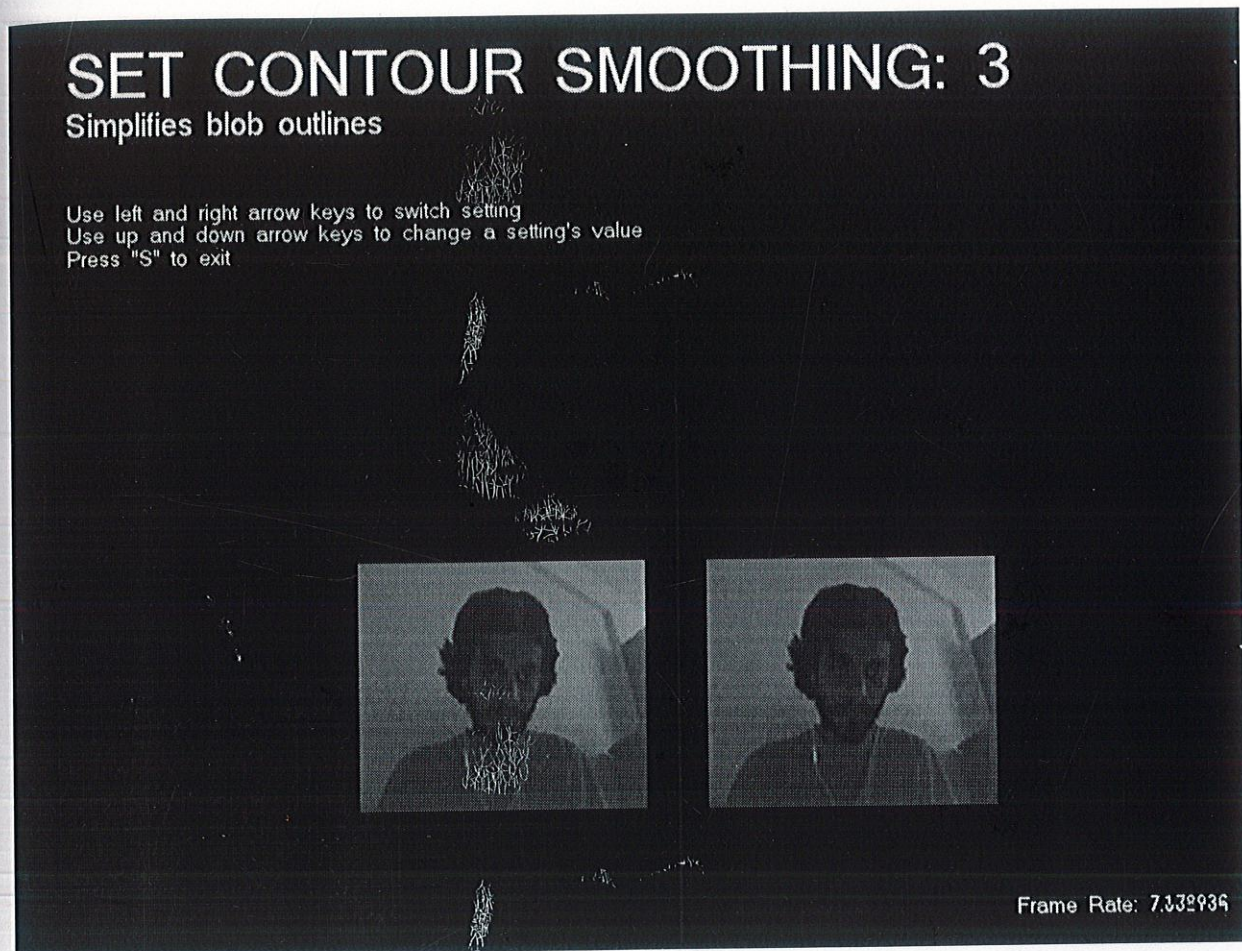 SET CONTOUR SMOOTHING: 3
Simplifies blob outlines
Use left and right arrow keys to switch setting
Use up and down arrow keys to change a setting's value
Press "S" to exit
Frame Rate: